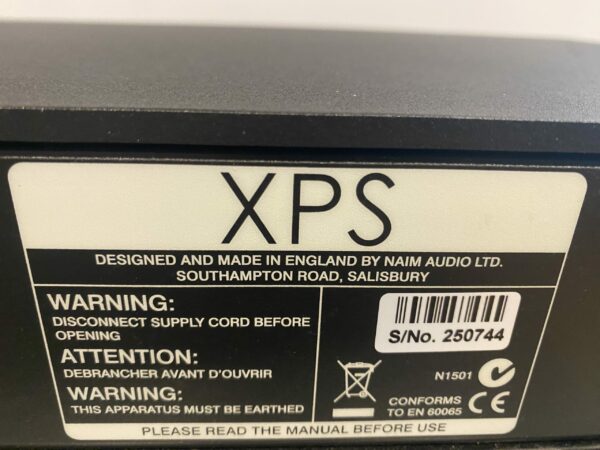 XPS
DESIGNED AND MADE IN ENGLAND BY NAIM AUDIO LTD.
SOUTHAMPTON ROAD, SALISBURY
WARNING:
DISCONNECT SUPPLY CORD BEFORE
OPENING
ATTENTION:
DEBRANCHER AVANT D'OUVRIR
WARNING:
THIS APPARATUS MUST BE EARTHED
S/No. 250744
N1501
CONFORMS
TO EN 60065
CE
PLEASE READ THE MANUAL BEFORE USE